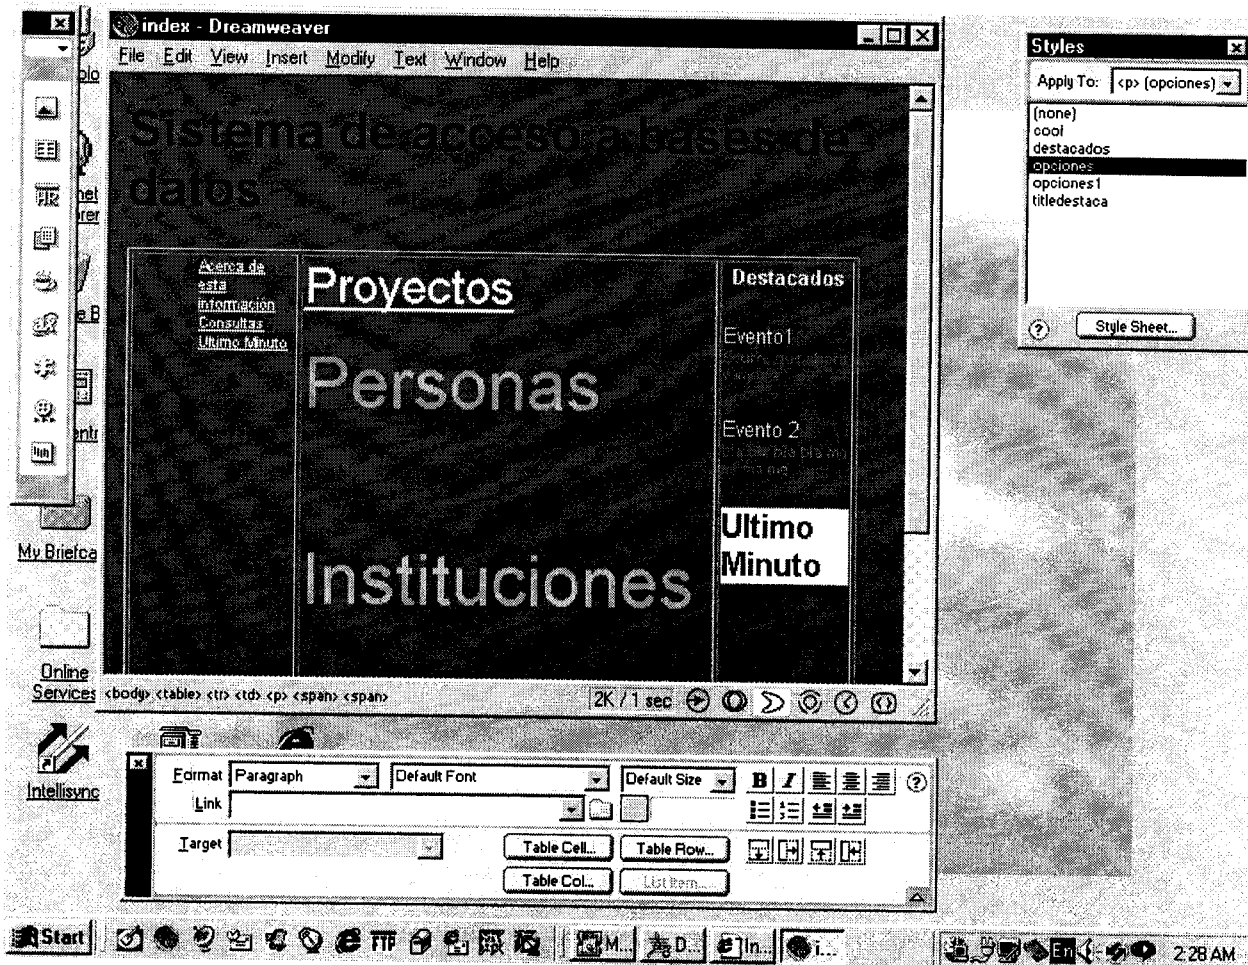 index - Dreamweaver
File Edit View Insert Modify Text Window Help
Sistema de acceso a bases de
datos
Acerca de
esta
información
Consultas
Ultimo Minuto
Proyectos
Personas
Instituciones
Destacados
Evento1
Evento 2
Ultimo
Minuto
<body> <table> <tr> <td> <p> <span> <span>
2K / 1 sec
Styles
Apply To: <p> (opciones)
(none)
cool
destacados
opciones
opciones1
titledestaca
Style Sheet...
My Briefca
Online
Services
Intellisync
Format Paragraph Default Font Default Size B I
Link
Target
Table Cell... Table Row...
Table Col... List Item...
Start FTP M... D... In... i... En 2:28 AM